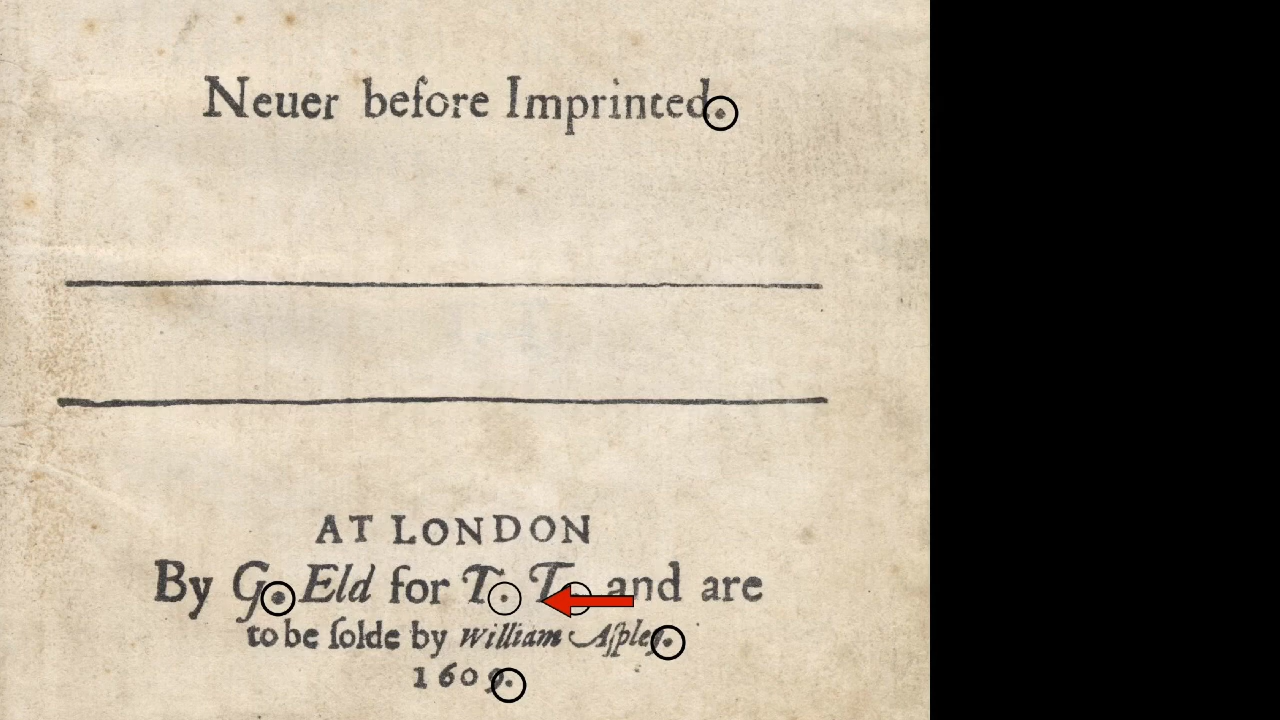 Neuer before Imprinted.
AT LONDON
By G. Eld for T. T. and are
to be ſolde by William Aſpley.
1609.